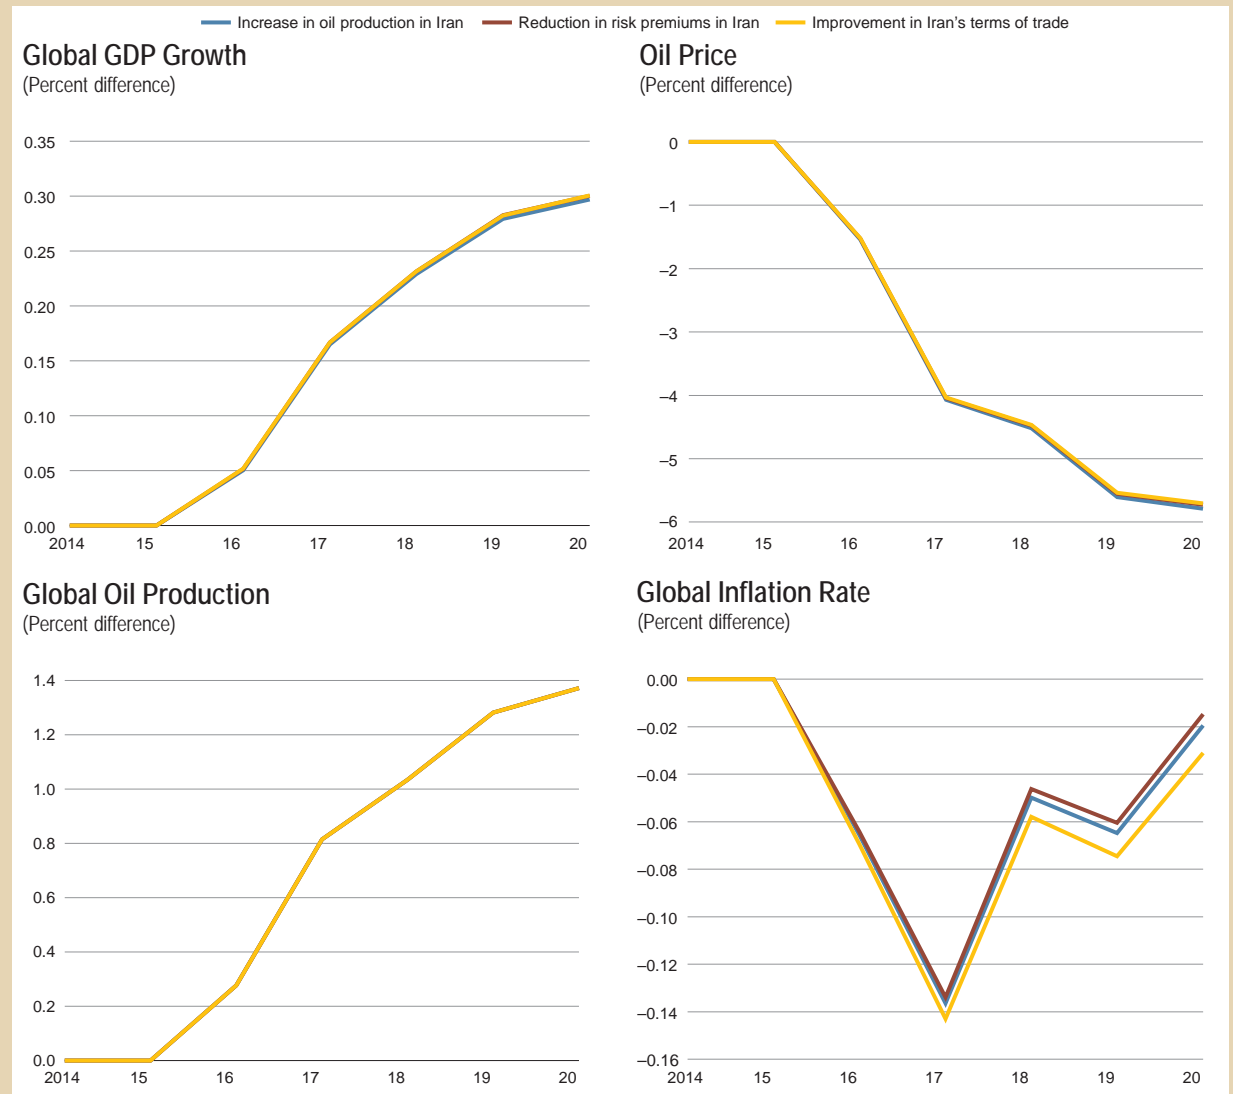 Increase in oil production in Iran Reduction in risk premiums in Iran Improvement in Iran's terms of trade
Global GDP Growth
(Percent difference)
0.35
0.30
0.25
0.20
0.15
0.10
0.05
0.00
2014 15 16 17 18 19 20
Oil Price
(Percent difference)
0
–1
–2
–3
–4
–5
–6
2014 15 16 17 18 19 20
Global Oil Production
(Percent difference)
1.4
1.2
1.0
0.8
0.6
0.4
0.2
0.0
2014 15 16 17 18 19 20
Global Inflation Rate
(Percent difference)
0.00
–0.02
–0.04
–0.06
–0.08
–0.10
–0.12
–0.14
–0.16
2014 15 16 17 18 19 20